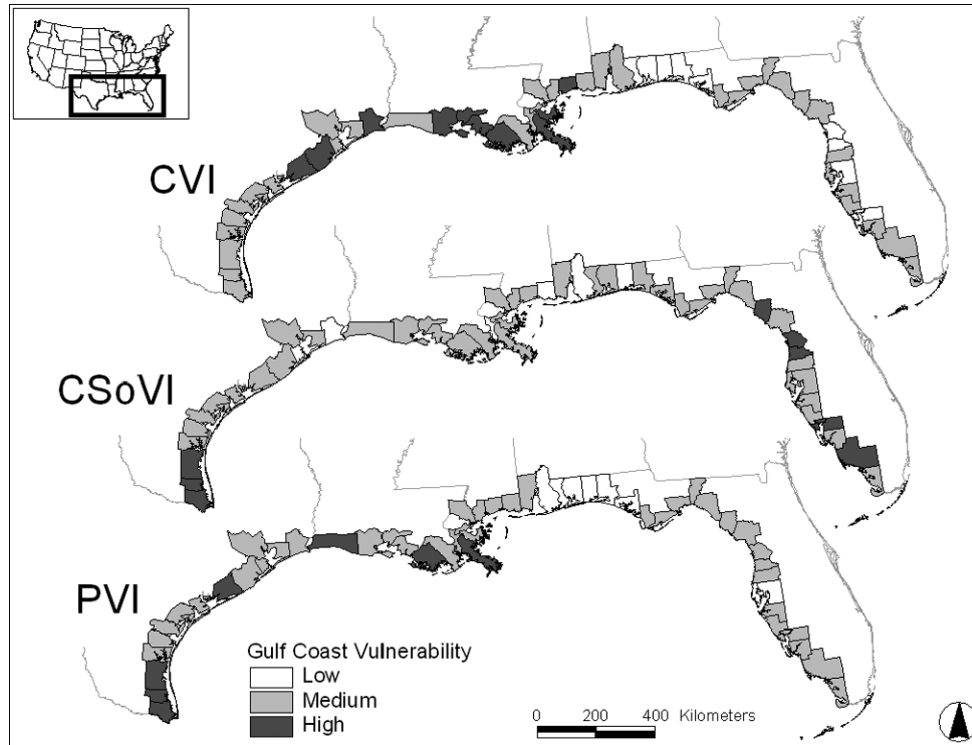 CVI
CSoVI
PVI
Gulf Coast Vulnerability
Low
Medium
High
0 200 400 Kilometers